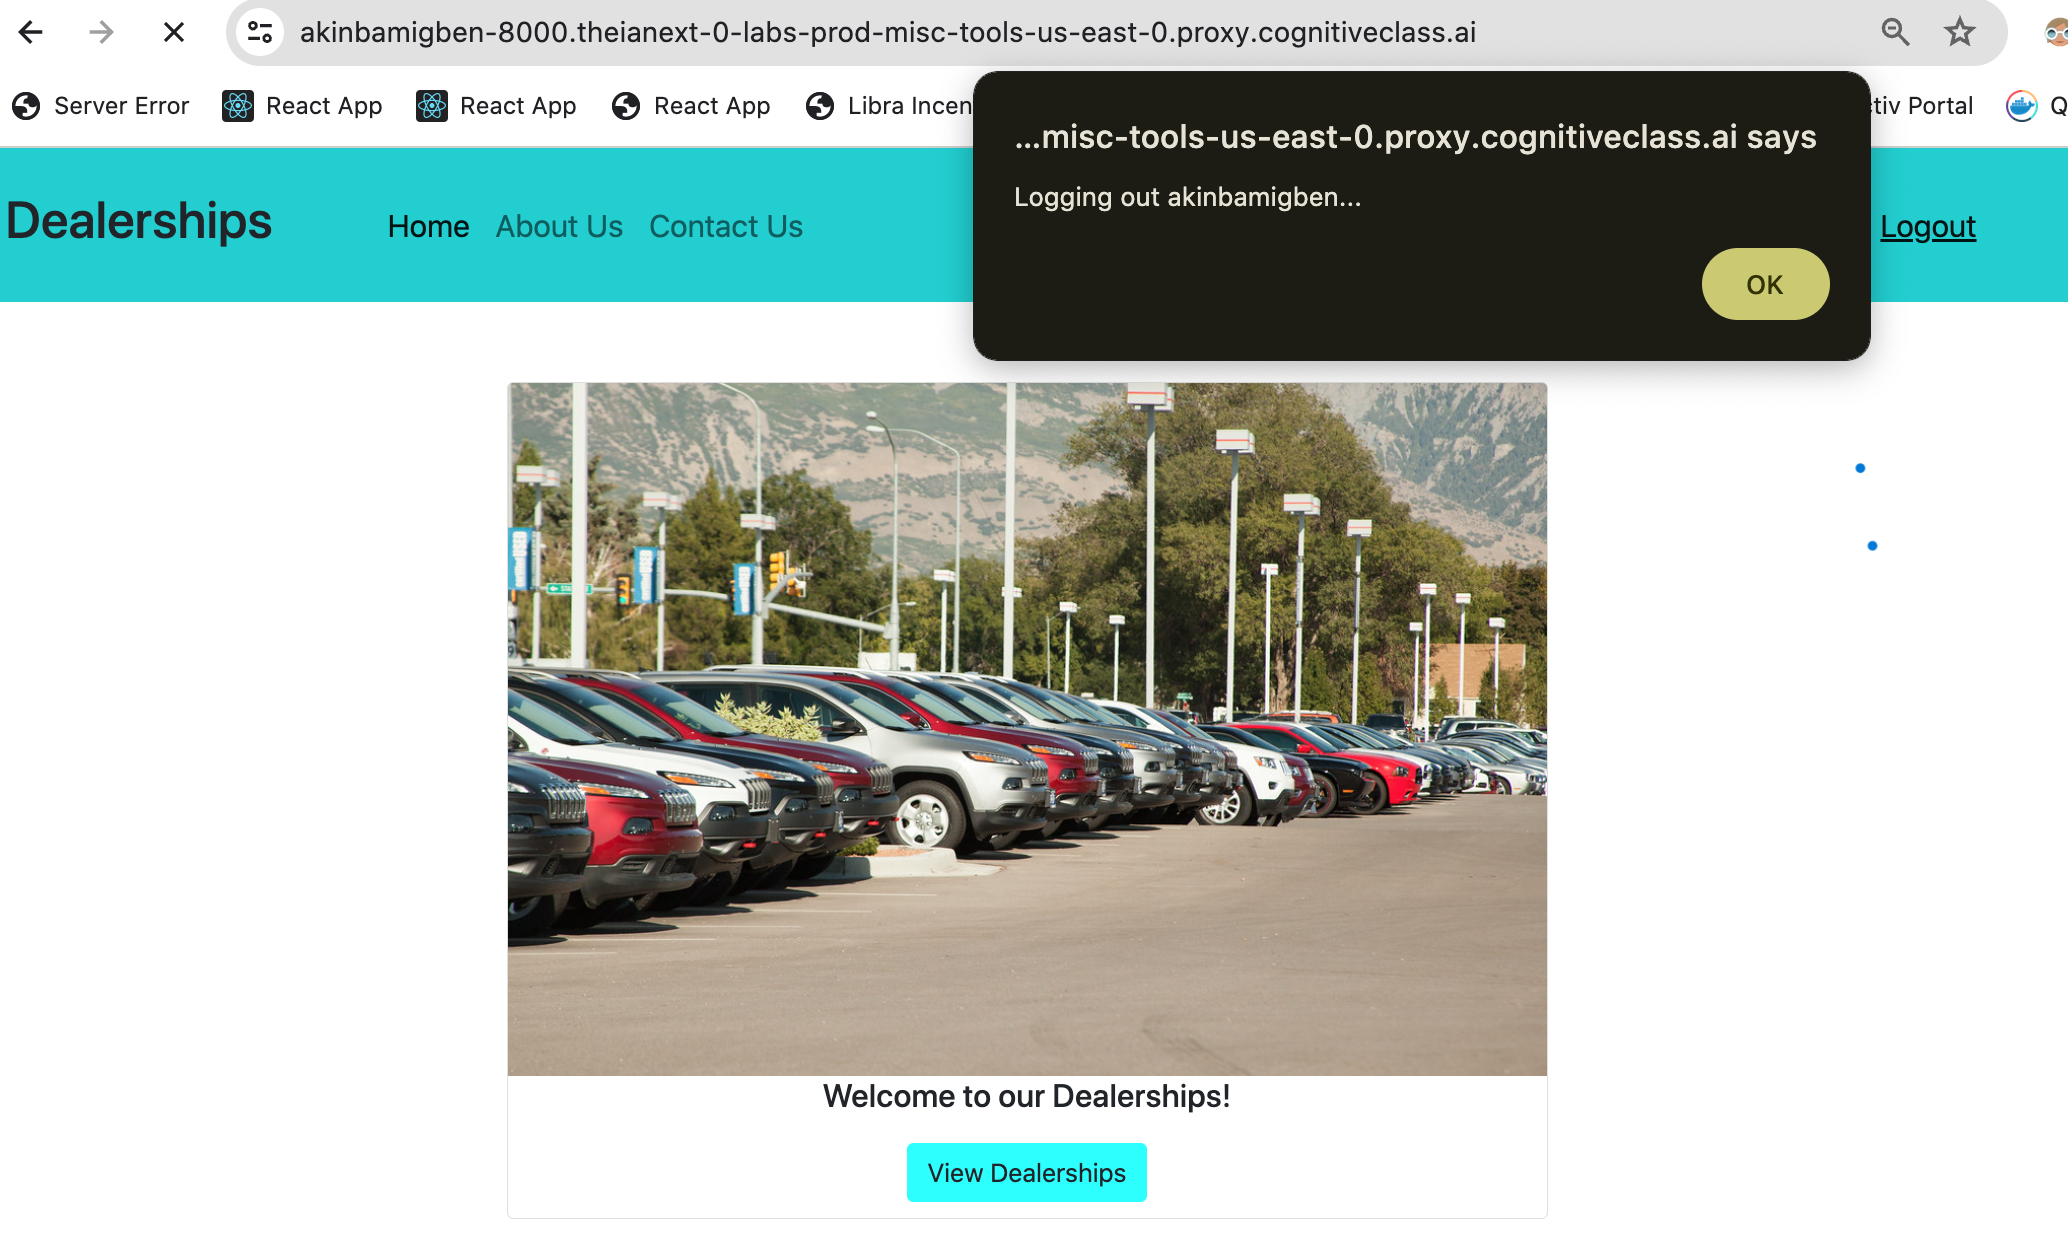 akinbamigben-8000.theianext-0-labs-prod-misc-tools-us-east-0.proxy.cognitiveclass.ai
Server Error React App React App React App Libra Incen ctiv Portal Q
...misc-tools-us-east-0.proxy.cognitiveclass.ai says
Logging out akinbamigben...
OK
Dealerships Home About Us Contact Us Logout
Welcome to our Dealerships!
View Dealerships